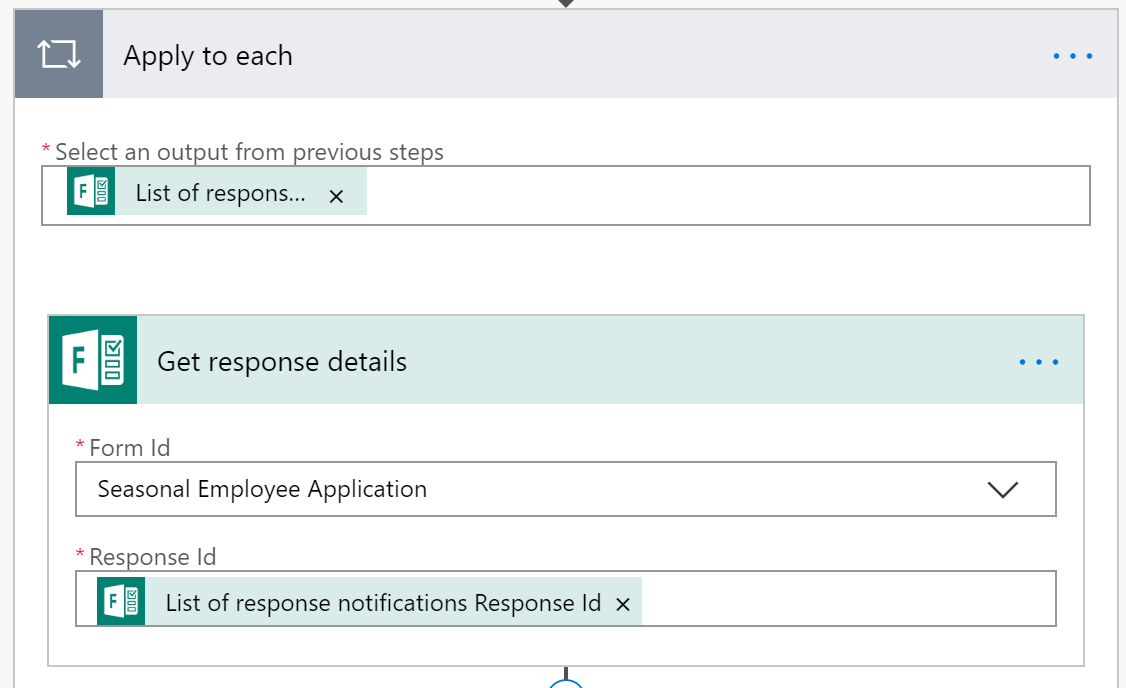 Apply to each
* Select an output from previous steps
F List of respons... ×
F Get response details
* Form Id
Seasonal Employee Application
* Response Id
F List of response notifications Response Id ×